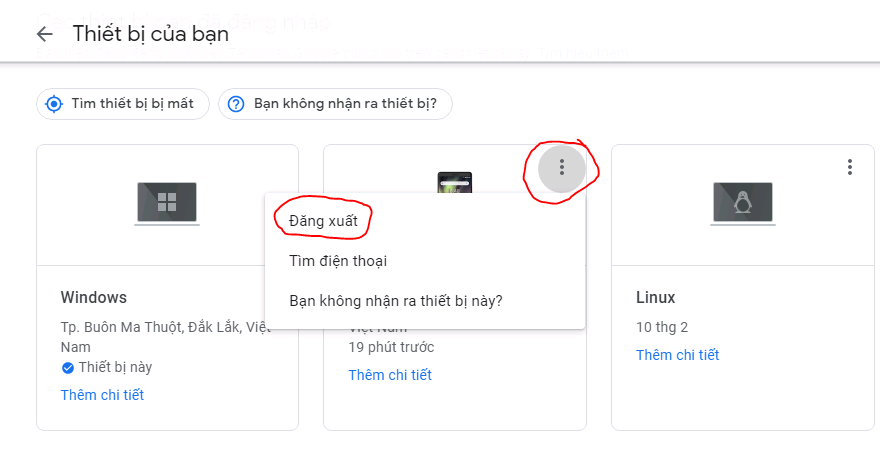 Thiết bị của bạn
Tìm thiết bị bị mất
Bạn không nhận ra thiết bị?
Đăng xuất
Tìm điện thoại
Bạn không nhận ra thiết bị này?
Windows
Tp. Buôn Ma Thuột, Đắk Lắk, Việt
Nam
Thiết bị này
Thêm chi tiết
Việt Nam
19 phút trước
Thêm chi tiết
Linux
10 thg 2
Thêm chi tiết